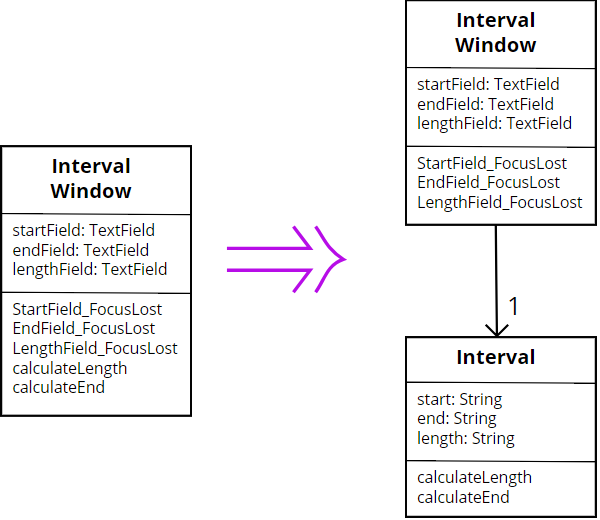 Interval
Window
startField: TextField
endField: TextField
lengthField: TextField
StartField_FocusLost
EndField_FocusLost
LengthField_FocusLost
calculateLength
calculateEnd
Interval
Window
startField: TextField
endField: TextField
lengthField: TextField
StartField_FocusLost
EndField_FocusLost
LengthField_FocusLost
1
Interval
start: String
end: String
length: String
calculateLength
calculateEnd